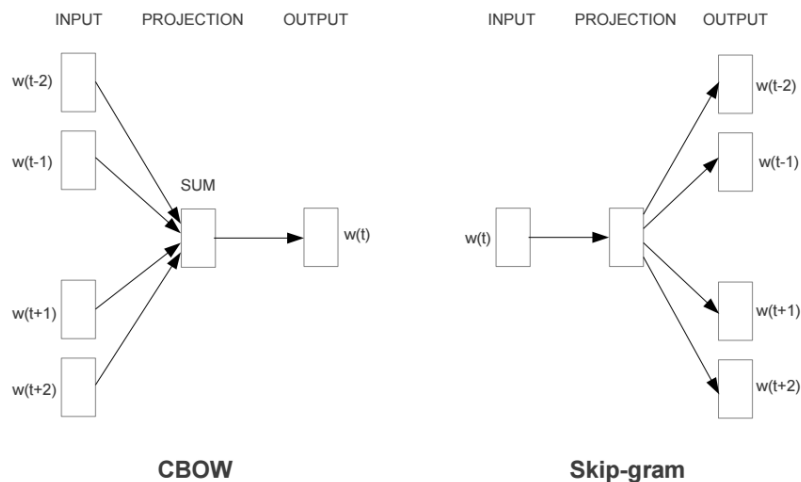 INPUT PROJECTION OUTPUT
w(t-2)
w(t-1)
SUM
w(t)
w(t+1)
w(t+2)
CBOW
INPUT PROJECTION OUTPUT
w(t-2)
w(t-1)
w(t)
w(t+1)
w(t+2)
Skip-gram